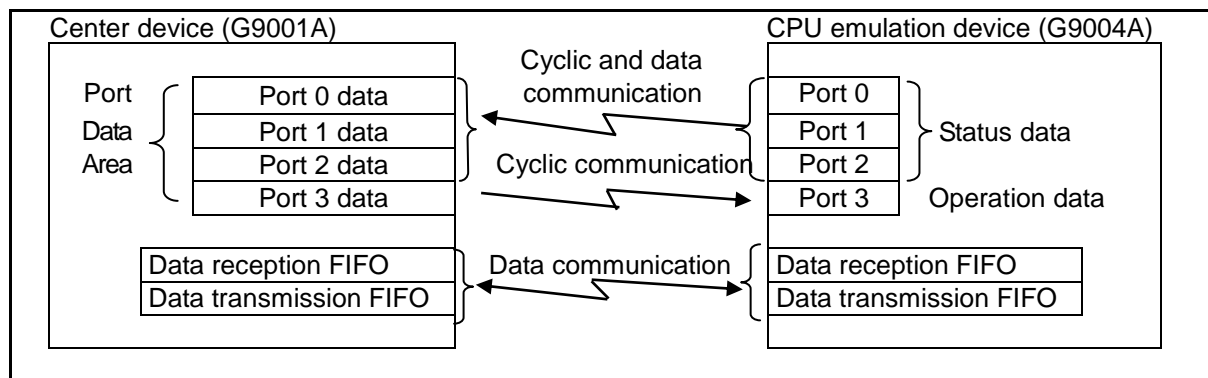 Center device (G9001A)
CPU emulation device (G9004A)
Port
Data
Area
Port 0 data
Port 1 data
Port 2 data
Port 3 data
Cyclic and data
communication
Cyclic communication
Port 0
Port 1
Port 2
Port 3
Status data
Operation data
Data reception FIFO
Data transmission FIFO
Data communication
Data reception FIFO
Data transmission FIFO